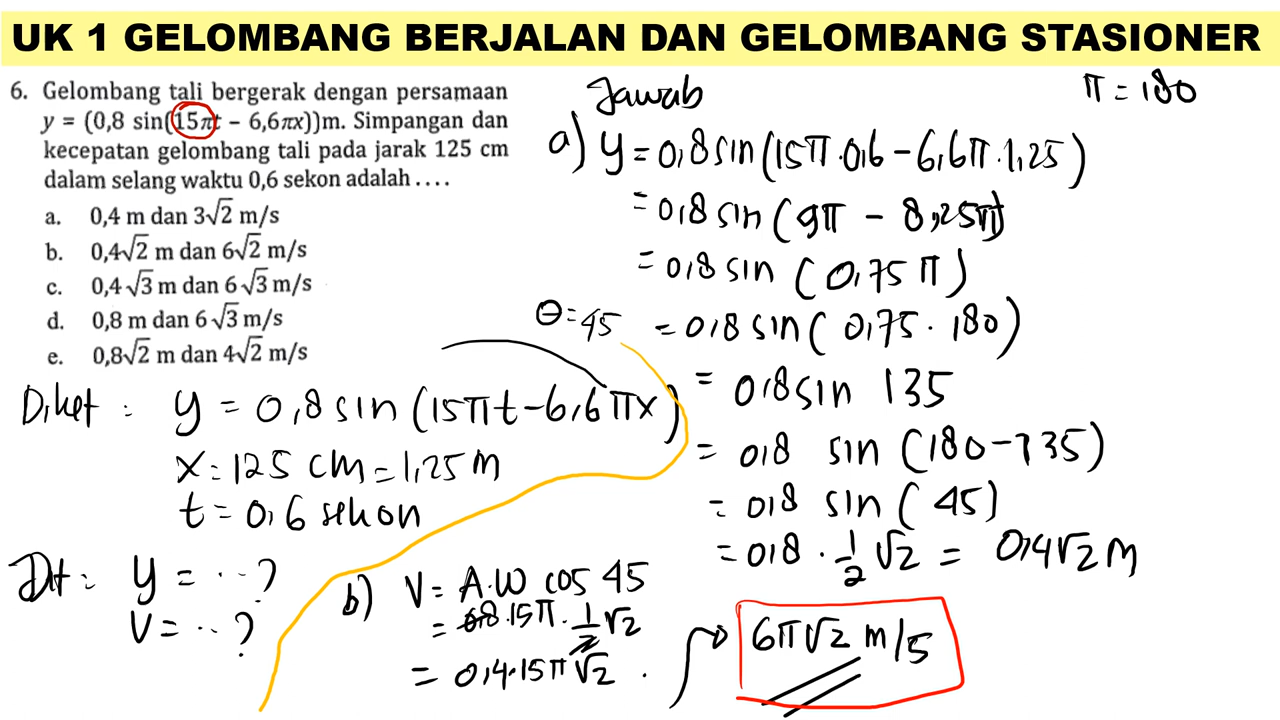 UK 1 GELOMBANG BERJALAN DAN GELOMBANG STASIONER
6. Gelombang tali bergerak dengan persamaan
y = (0,8 sin(15πt − 6,6πx))m. Simpangan dan
kecepatan gelombang tali pada jarak 125 cm
dalam selang waktu 0,6 sekon adalah . . . .
a. 0,4 m dan 3√2 m/s
b. 0,4√2 m dan 6√2 m/s
c. 0,4√3 m dan 6√3 m/s
d. 0,8 m dan 6√3 m/s
e. 0,8√2 m dan 4√2 m/s
Diket : y = 0,8 sin (15πt − 6,6πx)
x = 125 cm = 1,25 m
t = 0,6 sekon
Dit : y = ...?
V = ...?
Jawab
π = 180
a) y = 0,8 sin (15π . 0,6 − 6,6π . 1,25)
= 0,8 sin (9π − 8,25π)
= 0,8 sin (0,75π)
θ = 45
= 0,8 sin (0,75 . 180)
= 0,8 sin 135
= 0,8 sin (180 − 135)
= 0,8 sin (45)
= 0,8 . 1/2 √2 = 0,4√2 m
b) V = A.W cos 45
= 0,8 . 15π . 1/2 √2
= 0,4 . 15π √2 .
6π√2 m/s